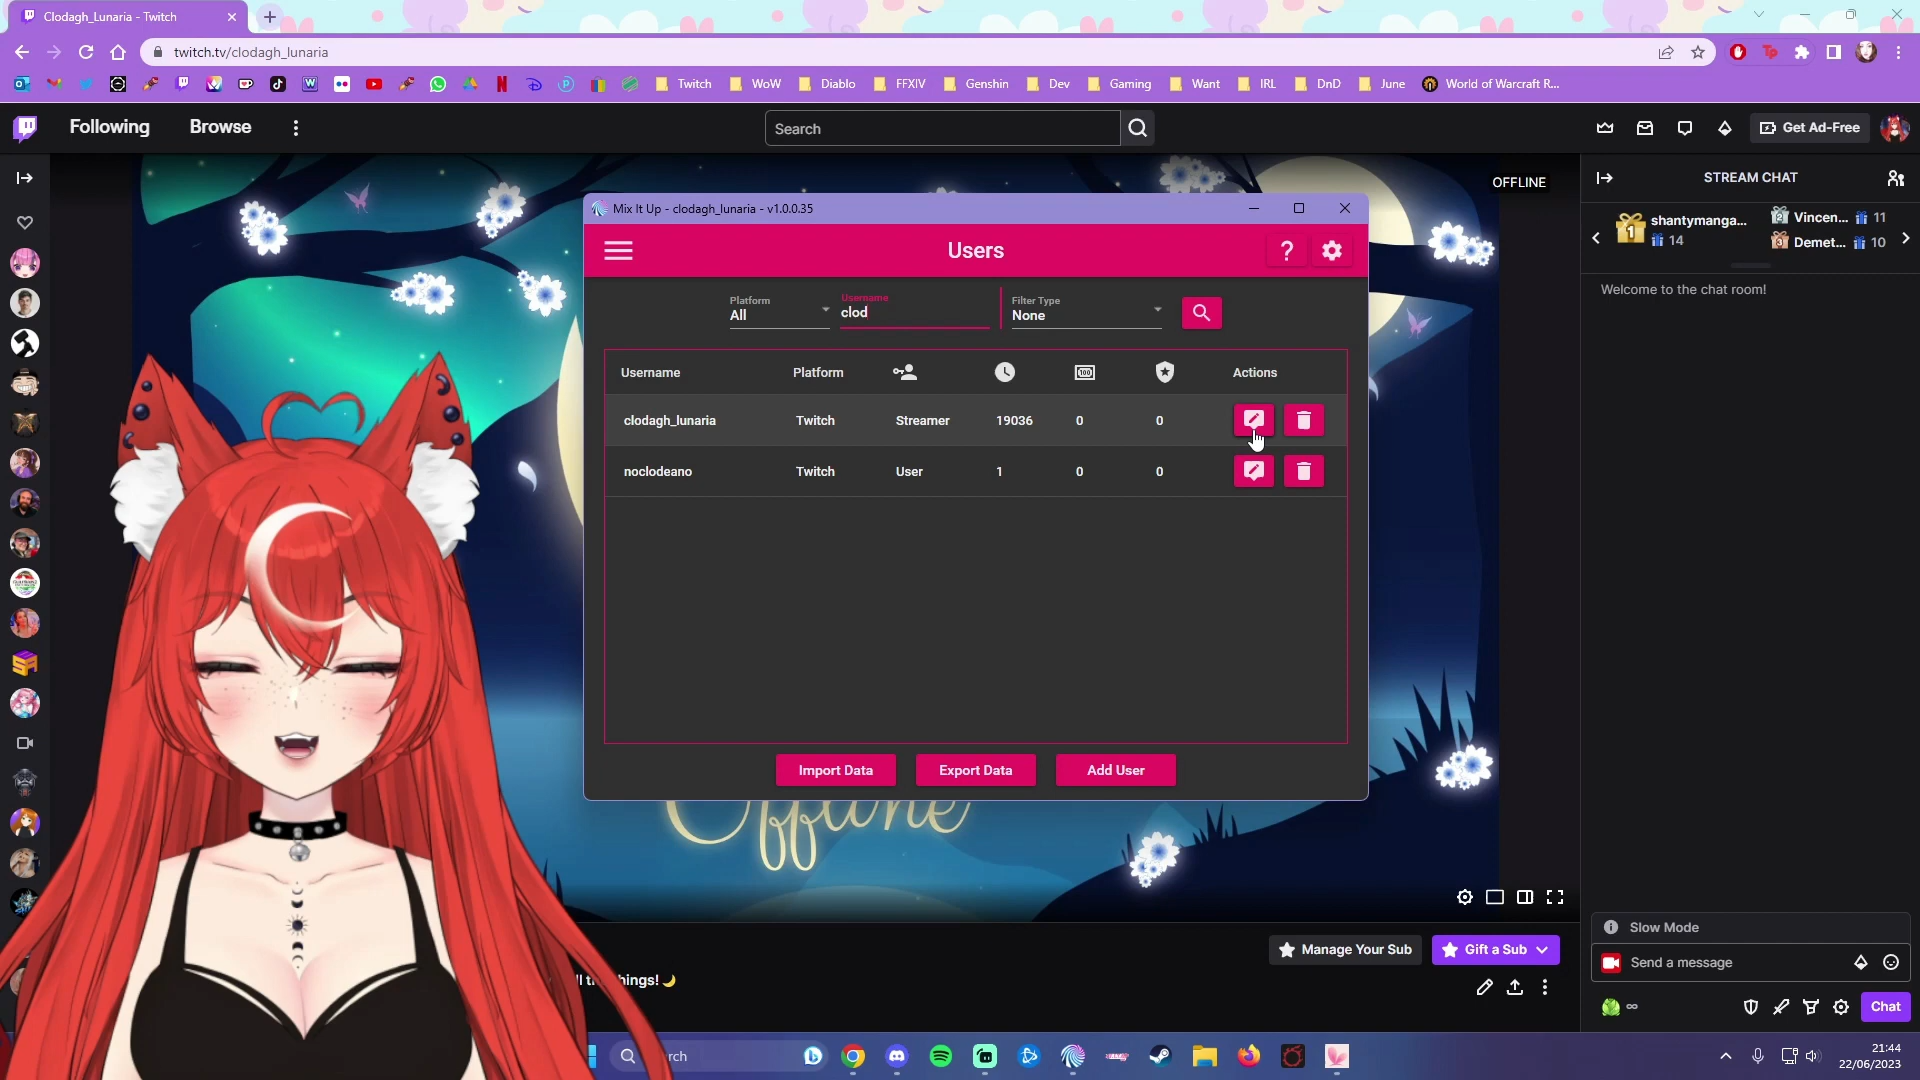 Clodagh_Lunaria - Twitch
twitch.tv/clodagh_lunaria
Twitch
WoW
Diablo
FFXIV
Genshin
Dev
Gaming
Want
IRL
DnD
June
World of Warcraft R...
Following
Browse
Search
Get Ad-Free
OFFLINE
STREAM CHAT
shantymanga...
14
Vincen... 11
Demet... 10
Welcome to the chat room!
Mix It Up - clodagh_lunaria - v1.0.0.35
Users
Platform
All
Username
clod
Filter Type
None
Username Platform Actions
clodagh_lunaria Twitch Streamer 19036 0 0
noclodeano Twitch User 1 0 0
Import Data
Export Data
Add User
Offline
Manage Your Sub
Gift a Sub
Slow Mode
Send a message
Chat
21:44
22/06/2023